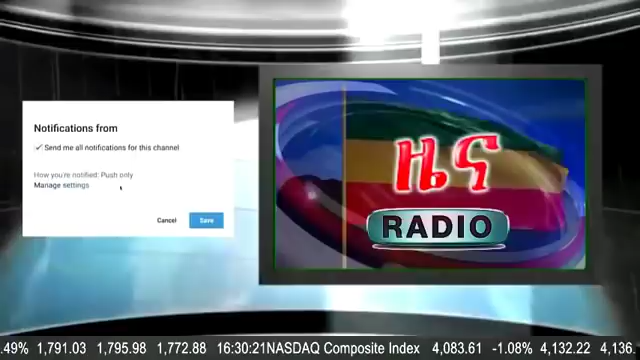 Notifications from
Send me all notifications for this channel
How you're notified: Push only
Manage settings
Cancel
Save
ዜና
RADIO
.49% 1,791.03 1,795.98 1,772.88 16:30:21NASDAQ Composite Index 4,083.61 -1.08% 4,132.22 4,136.